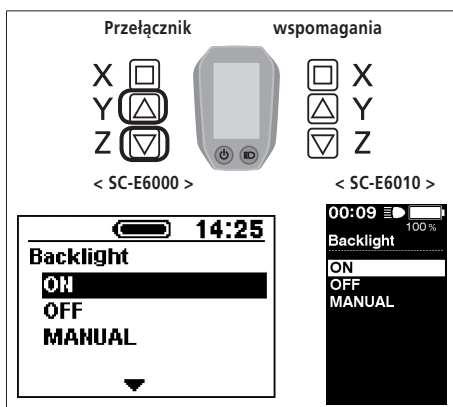 Przełącznik wspomagania
X X
Y Y
Z Z
< SC-E6000 > < SC-E6010 >
14:25
Backlight
ON
OFF
MANUAL
00:09
100%
Backlight
ON
OFF
MANUAL